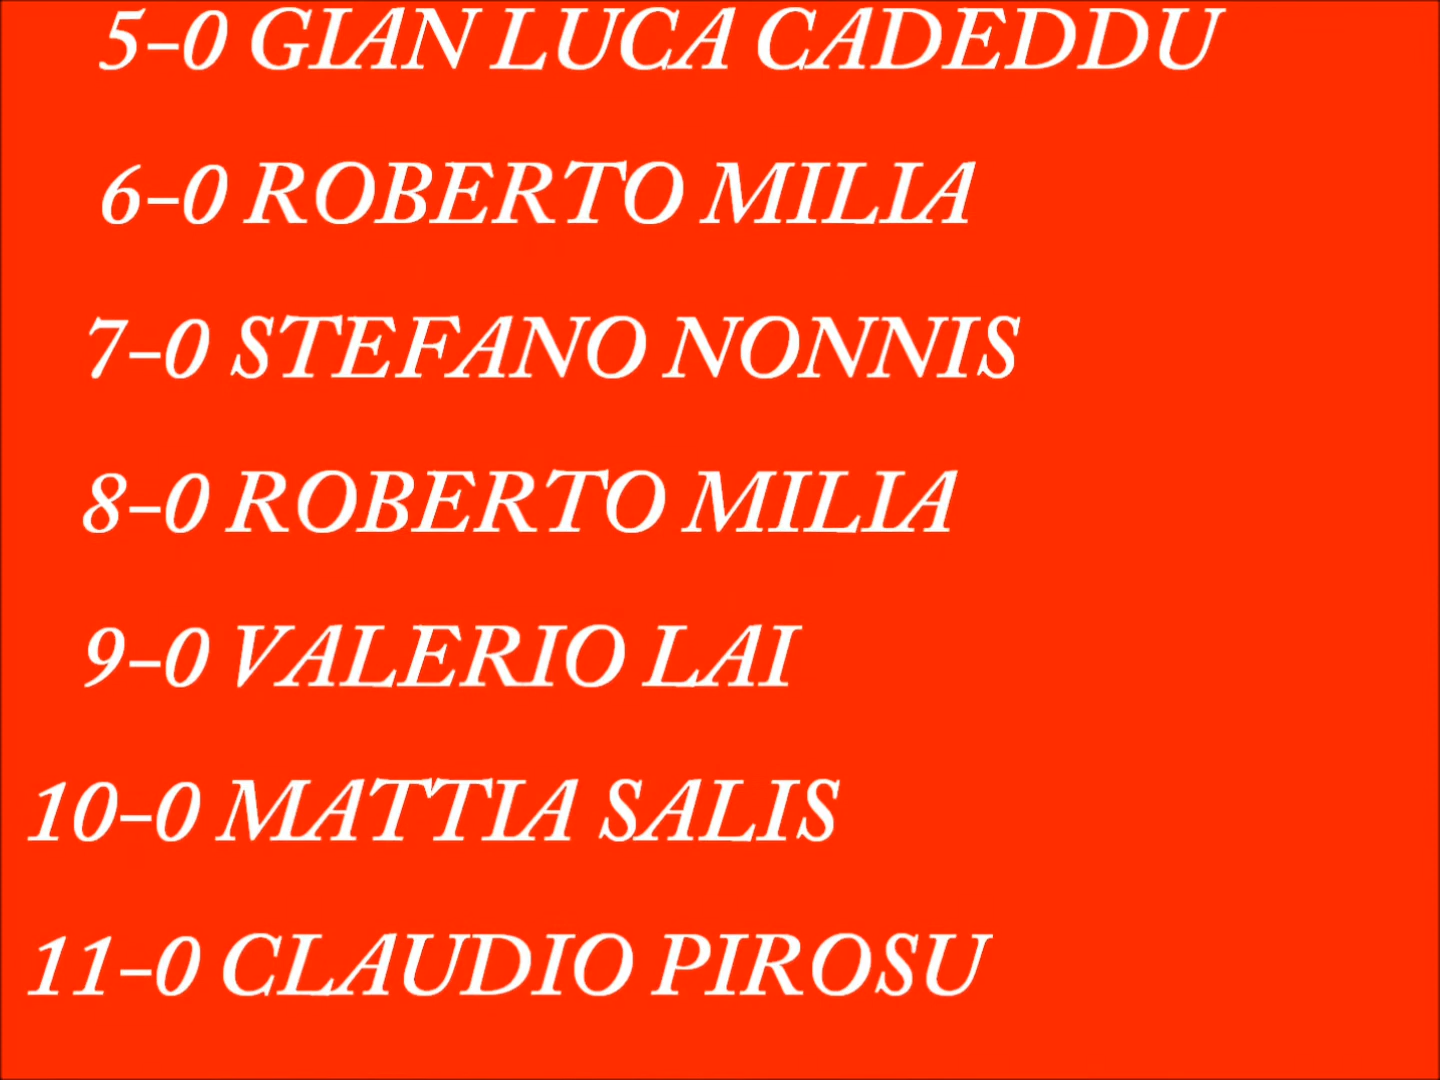 5-0 GIAN LUCA CADEDDU
6-0 ROBERTO MILIA
7-0 STEFANO NONNIS
8-0 ROBERTO MILIA
9-0 VALERIO LAI
10-0 MATTIA SALIS
11-0 CLAUDIO PIROSU